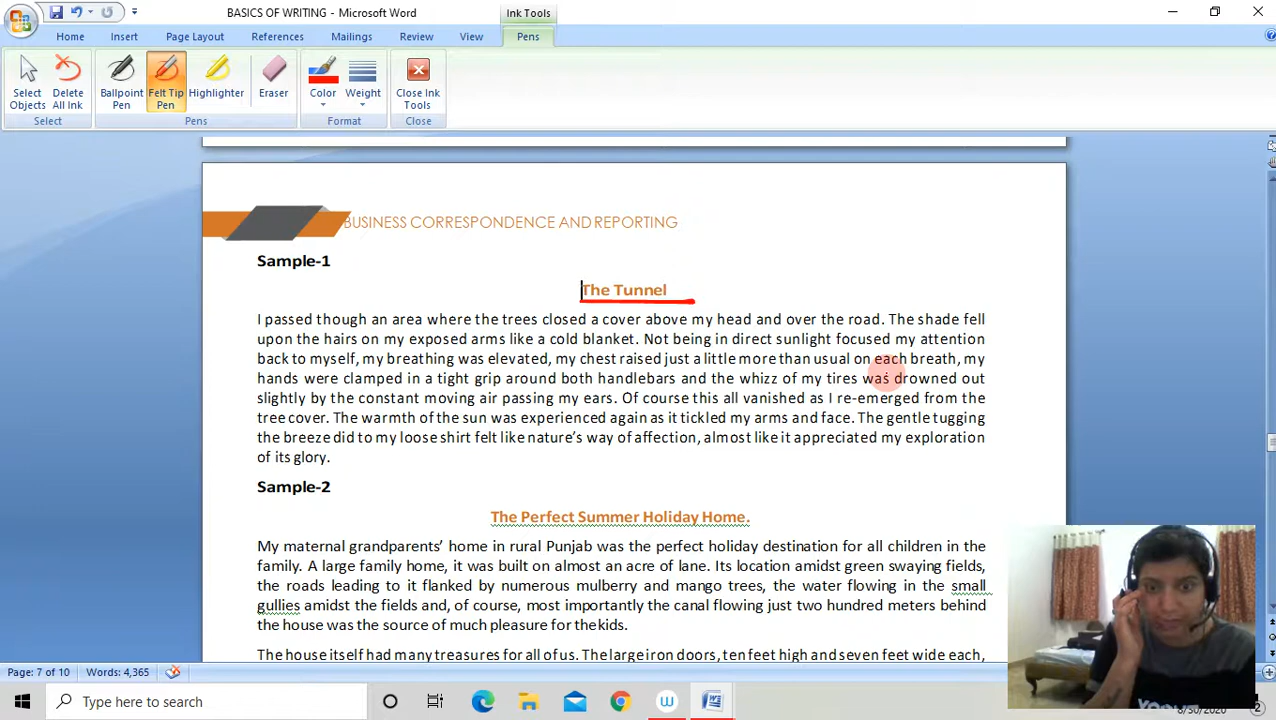 BASICS OF WRITING - Microsoft Word
Ink Tools
Home Insert Page Layout References Mailings Review View Pens
Select Objects
Delete All Ink
Ballpoint Pen
Felt Tip Pen
Highlighter
Eraser
Color
Weight
Close Ink Tools
Select Pens Format Close
BUSINESS CORRESPONDENCE AND REPORTING
Sample-1
The Tunnel
I passed though an area where the trees closed a cover above my head and over the road. The shade fell
upon the hairs on my exposed arms like a cold blanket. Not being in direct sunlight focused my attention
back to myself, my breathing was elevated, my chest raised just a little more than usual on each breath, my
hands were clamped in a tight grip around both handlebars and the whizz of my tires was drowned out
slightly by the constant moving air passing my ears. Of course this all vanished as I re-emerged from the
tree cover. The warmth of the sun was experienced again as it tickled my arms and face. The gentle tugging
the breeze did to my loose shirt felt like nature's way of affection, almost like it appreciated my exploration
of its glory.
Sample-2
The Perfect Summer Holiday Home.
My maternal grandparents' home in rural Punjab was the perfect holiday destination for all children in the
family. A large family home, it was built on almost an acre of lane. Its location amidst green swaying fields,
the roads leading to it flanked by numerous mulberry and mango trees, the water flowing in the small
gullies amidst the fields and, of course, most importantly the canal flowing just two hundred meters behind
the house was the source of much pleasure for the kids.
The house itself had many treasures for all of us. The large iron doors, ten feet high and seven feet wide each,
Page: 7 of 10 Words: 4,365
Type here to search
8/30/2020